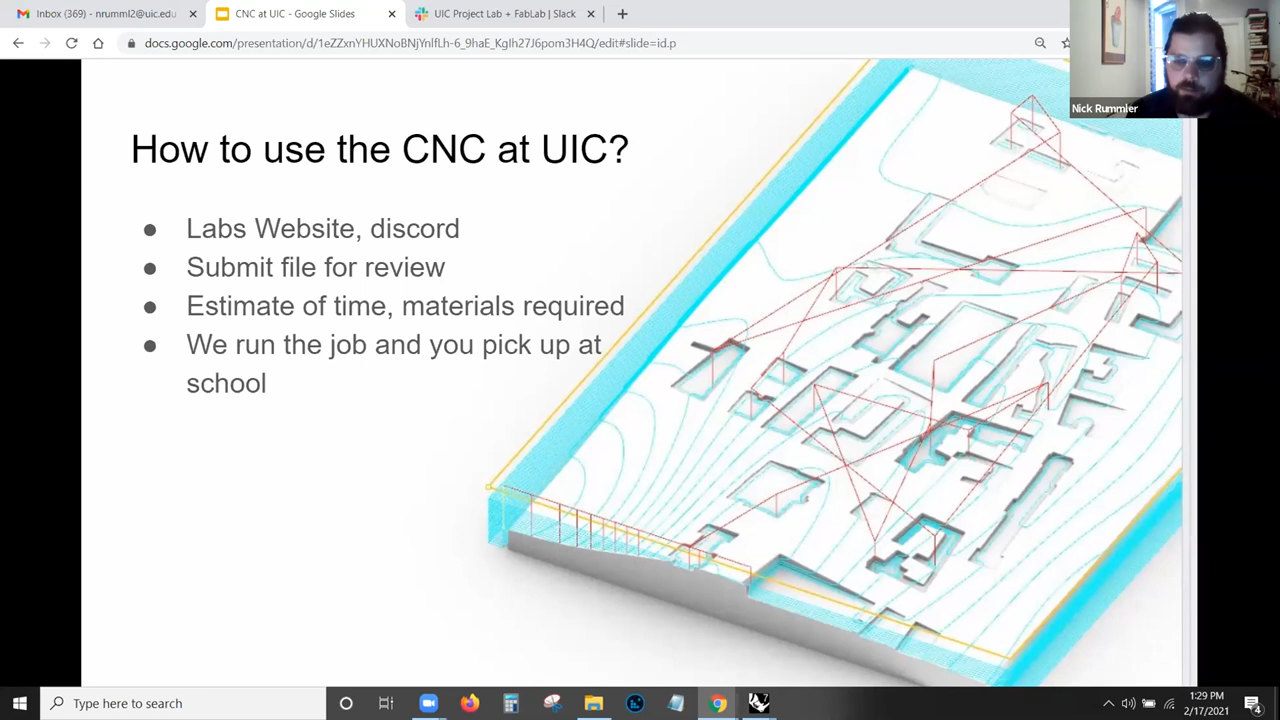 Inbox (369) - nrumml2@uic.edu
CNC at UIC - Google Slides
UIC Project Lab + FabLab | Slack
docs.google.com/presentation/d/1eZZxnYHUXNoBNjYnlfLh-6_9haE_KgIh27J6pom3H4Q/edit#slide=id.p
Nick Rummler
How to use the CNC at UIC?
● Labs Website, discord
● Submit file for review
● Estimate of time, materials required
● We run the job and you pick up at
school
Type here to search
1:29 PM
2/17/2021
4